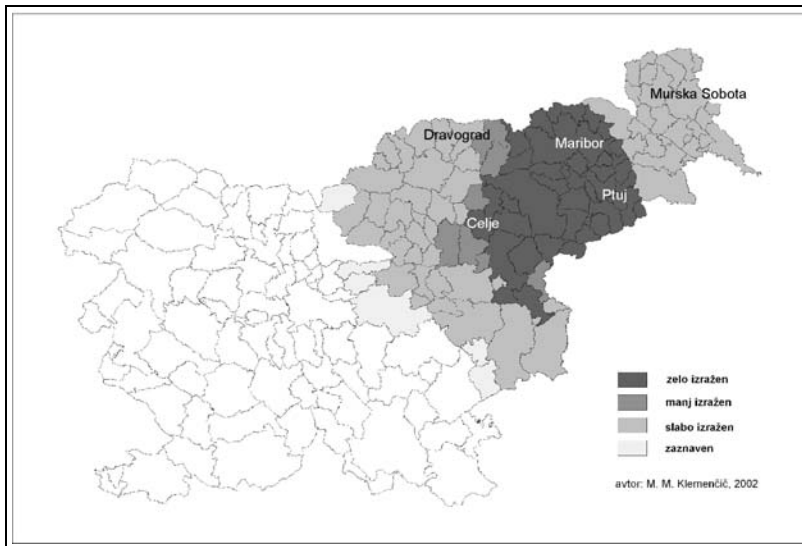 Murska Sobota
Dravograd
Maribor
Ptuj
Celje
zelo izražen
manj izražen
slabo izražen
zaznaven
avtor: M. M. Klemenčič, 2002